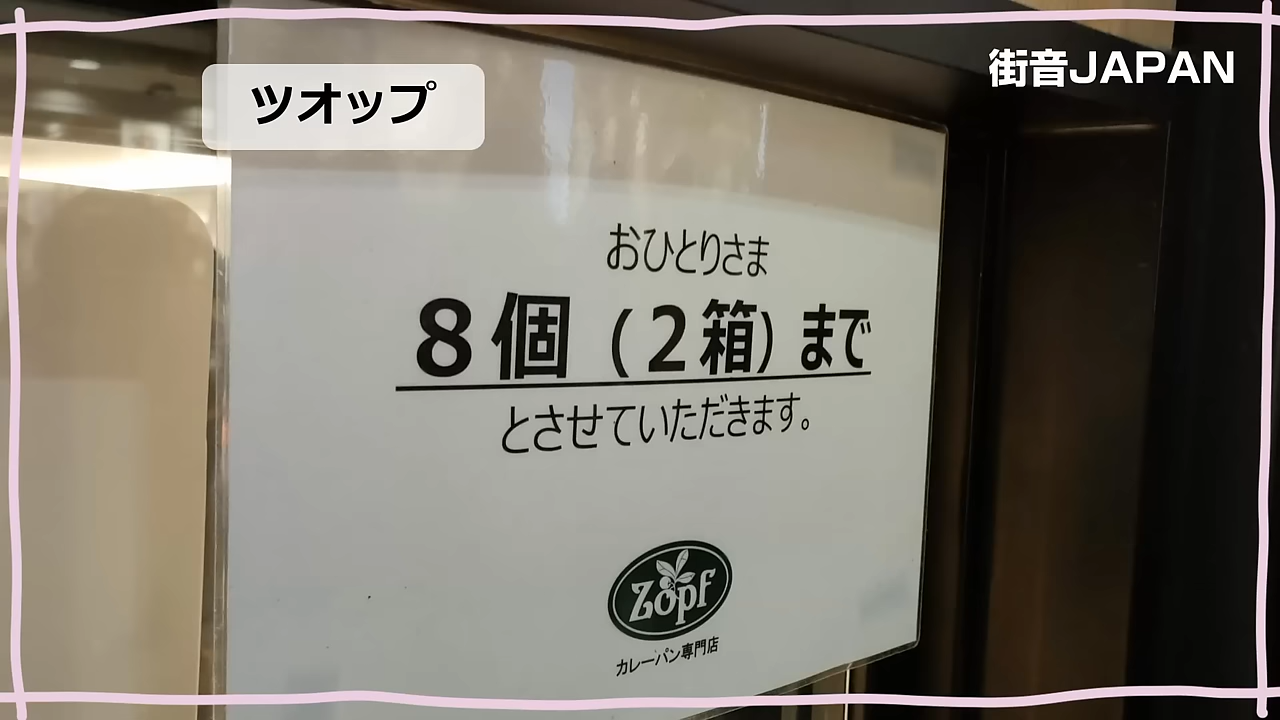 ツオップ
街音JAPAN
おひとりさま
8個（2箱）まで
とさせていただきます。
Zopf
カレーパン専門店